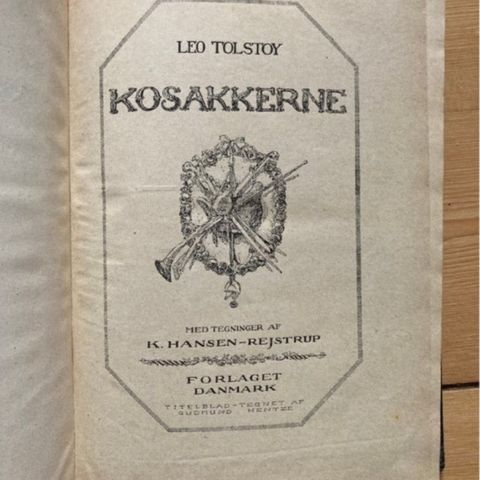 LEO TOLSTOY
KOSAKKERNE
MED TEGNINGER AF
K. HANSEN-REJSTRUP
FORLAGET
DANMARK
TITELBLAD-TEGNET AF
GUDMUND HENTZE